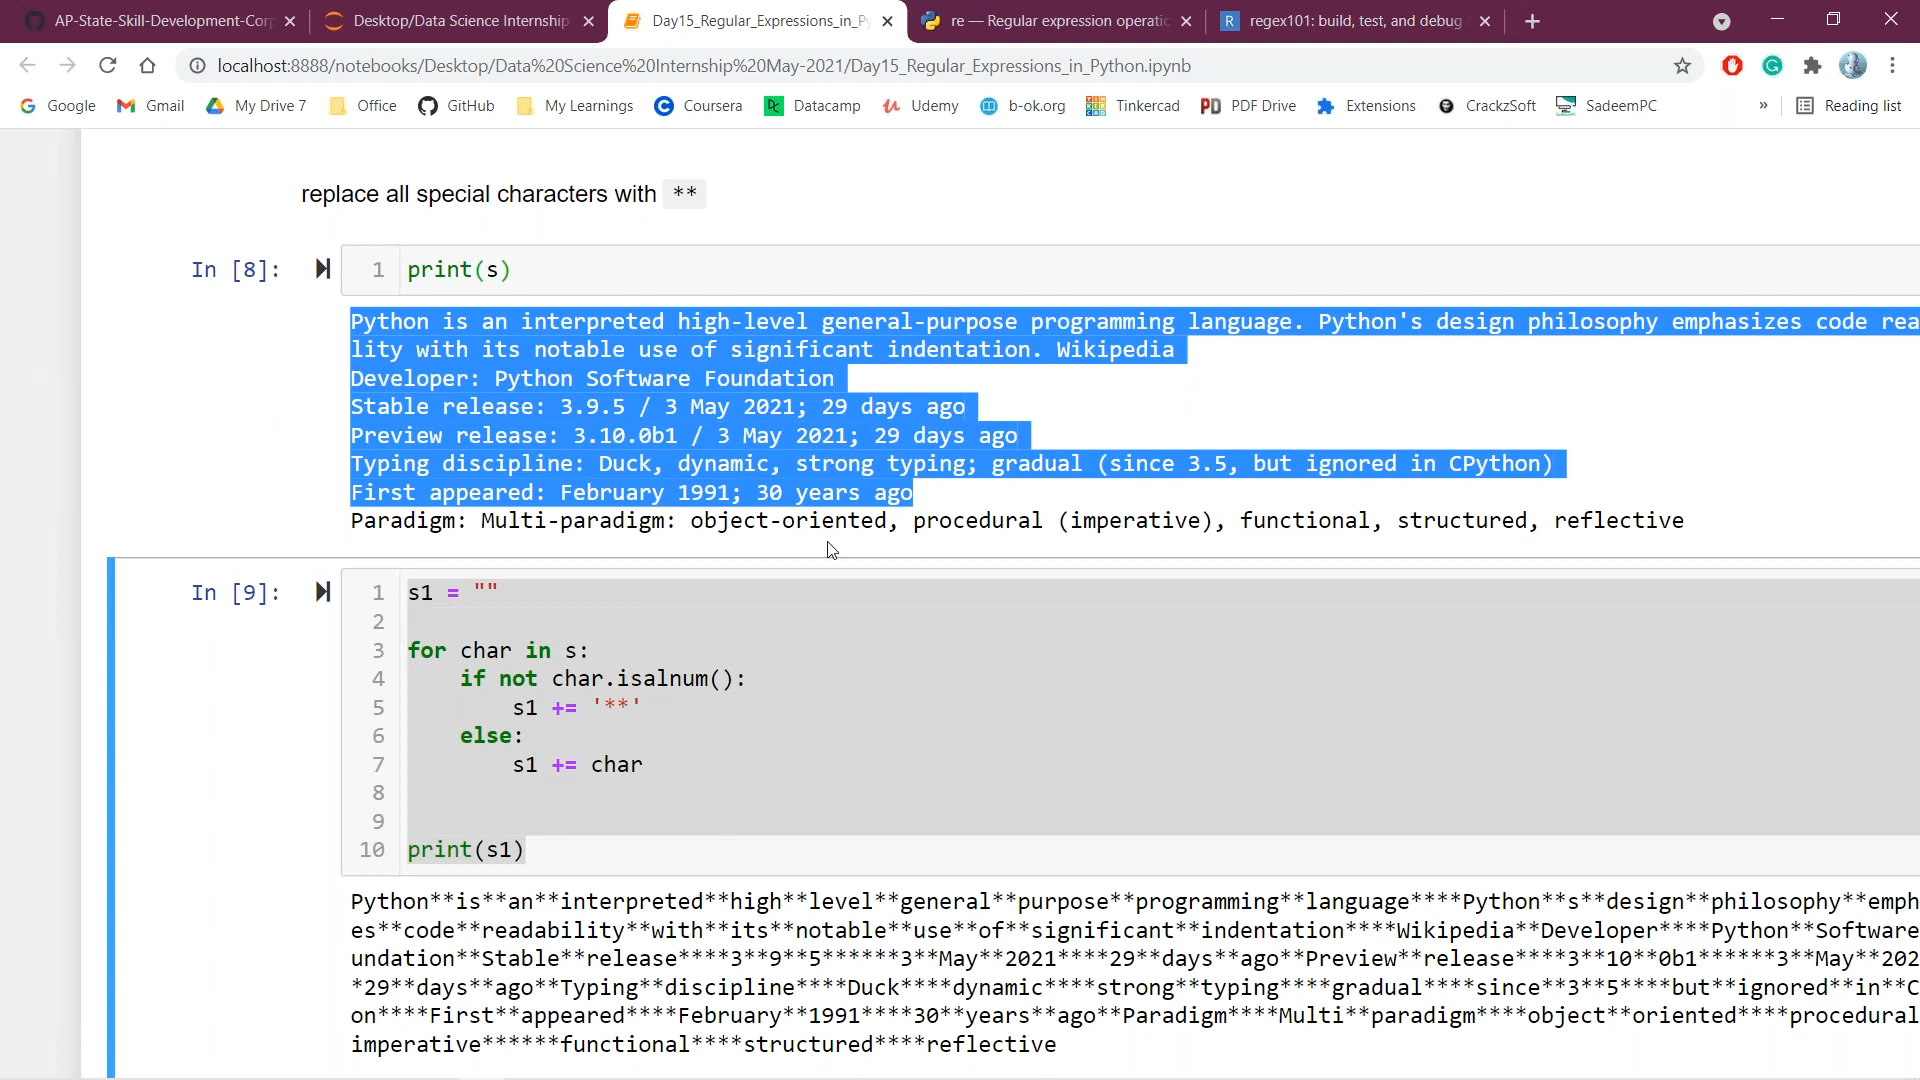 AP-State-Skill-Development-Corp
Desktop/Data Science Internship
Day15_Regular_Expressions_in_Py
re — Regular expression operatio
regex101: build, test, and debug
localhost:8888/notebooks/Desktop/Data%20Science%20Internship%20May-2021/Day15_Regular_Expressions_in_Python.ipynb
Google Gmail My Drive 7 Office GitHub My Learnings Coursera Datacamp Udemy b-ok.org Tinkercad PDF Drive Extensions CrackzSoft SadeemPC » Reading list
replace all special characters with **
In [8]: 1 print(s)
Python is an interpreted high-level general-purpose programming language. Python's design philosophy emphasizes code rea
lity with its notable use of significant indentation. Wikipedia
Developer: Python Software Foundation
Stable release: 3.9.5 / 3 May 2021; 29 days ago
Preview release: 3.10.0b1 / 3 May 2021; 29 days ago
Typing discipline: Duck, dynamic, strong typing; gradual (since 3.5, but ignored in CPython)
First appeared: February 1991; 30 years ago
Paradigm: Multi-paradigm: object-oriented, procedural (imperative), functional, structured, reflective
In [9]: 1 s1 = ""
2
3 for char in s:
4 if not char.isalnum():
5 s1 += '**'
6 else:
7 s1 += char
8
9
10 print(s1)
Python**is**an**interpreted**high**level**general**purpose**programming**language****Python**s**design**philosophy**emph
es**code**readability**with**its**notable**use**of**significant**indentation****Wikipedia**Developer****Python**Software
undation**Stable**release****3**9**5******3**May**2021****29**days**ago**Preview**release****3**10**0b1******3**May**202
*29**days**ago**Typing**discipline****Duck****dynamic****strong**typing****gradual****since**3**5****but**ignored**in**C
on****First**appeared****February**1991****30**years**ago**Paradigm****Multi**paradigm****object**oriented****procedural
imperative******functional****structured****reflective